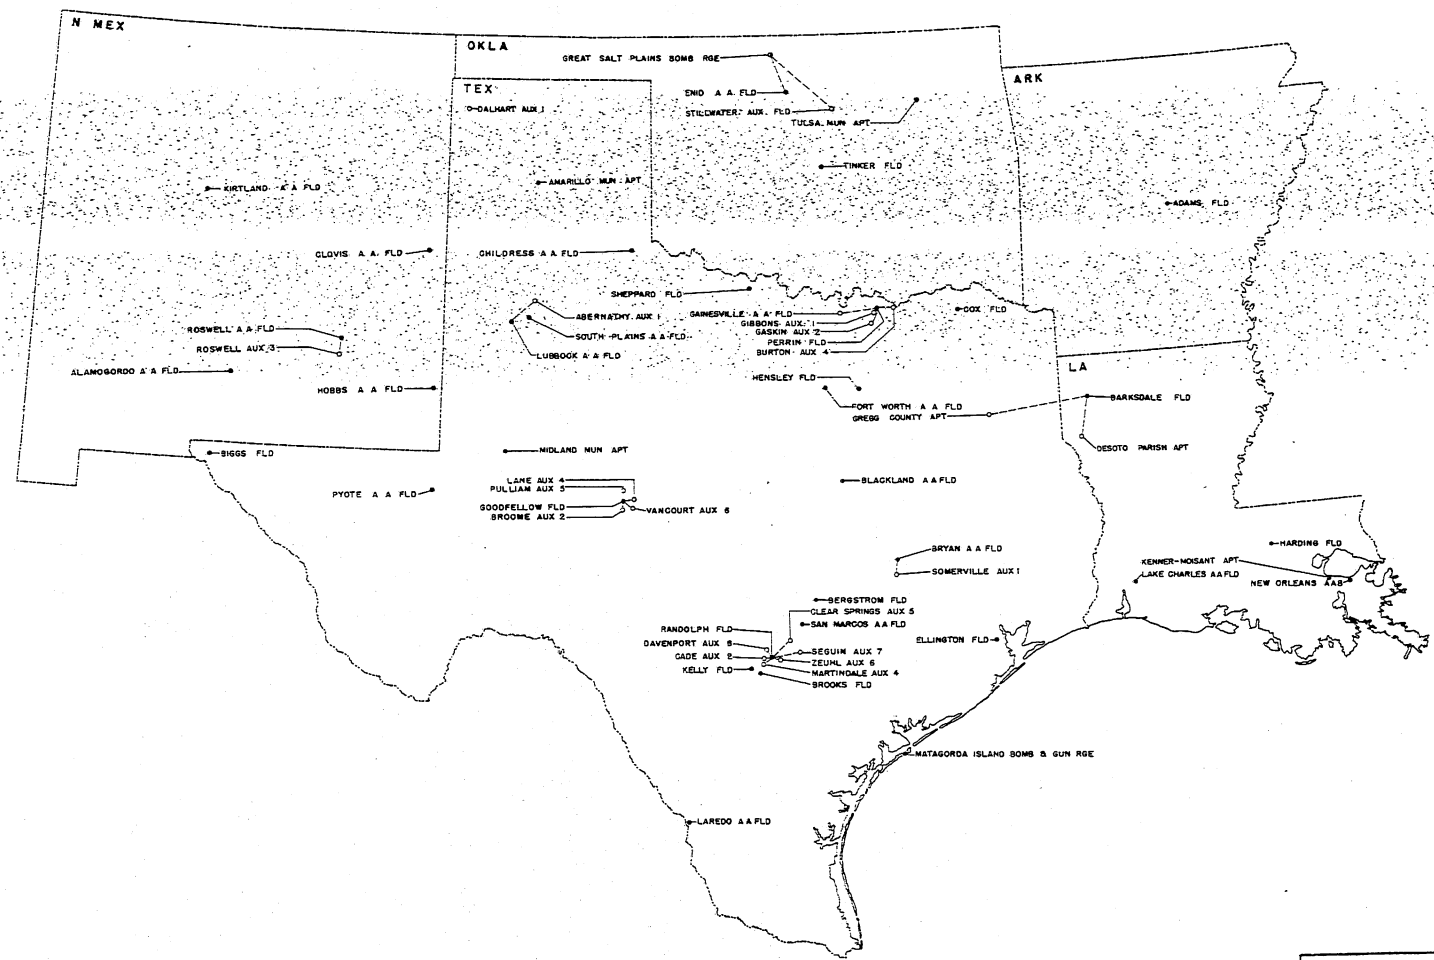 N MEX
OKLA
GREAT SALT PLAINS BOMB RGE
ARK
TEX
ENID A A FLD
DALHART AUX 1
STILLWATER AUX FLD
TULSA MUN APT
TINKER FLD
KIRTLAND A A FLD
AMARILLO MUN APT
ADAMS FLD
CLOVIS A A FLD
CHILDRESS A A FLD
SHEPPARD FLD
ABERNATHY AUX 1
GAINESVILLE A A FLD
COX FLD
GIBBONS AUX 1
ROSWELL A A FLD
SOUTH PLAINS A A FLD
GASKIN AUX 2
PERRIN FLD
ROSWELL AUX 3
LUBBOCK A A FLD
BURTON AUX 4
ALAMOGORDO A A FLD
LA
HOBBS A A FLD
HENSLEY FLD
FORT WORTH A A FLD
BARKSDALE FLD
GREGG COUNTY APT
BIGGS FLD
MIDLAND MUN APT
DESOTO PARISH APT
LANE AUX 4
PULLIAM AUX 5
BLACKLAND A A FLD
PYOTE A A FLD
GOODFELLOW FLD
VANCOURT AUX 6
BROOME AUX 2
BRYAN A A FLD
HARDING FLD
KENNER-MOISANT APT
SOMERVILLE AUX 1
LAKE CHARLES A A FLD
NEW ORLEANS AAB
BERGSTROM FLD
CLEAR SPRINGS AUX 5
RANDOLPH FLD
SAN MARCOS A A FLD
DAVENPORT AUX 8
ELLINGTON FLD
CADE AUX 2
SEGUIN AUX 7
ZEUHL AUX 6
KELLY FLD
MARTINDALE AUX 4
BROOKS FLD
MATAGORDA ISLAND BOMB & GUN RGE
LAREDO A A FLD